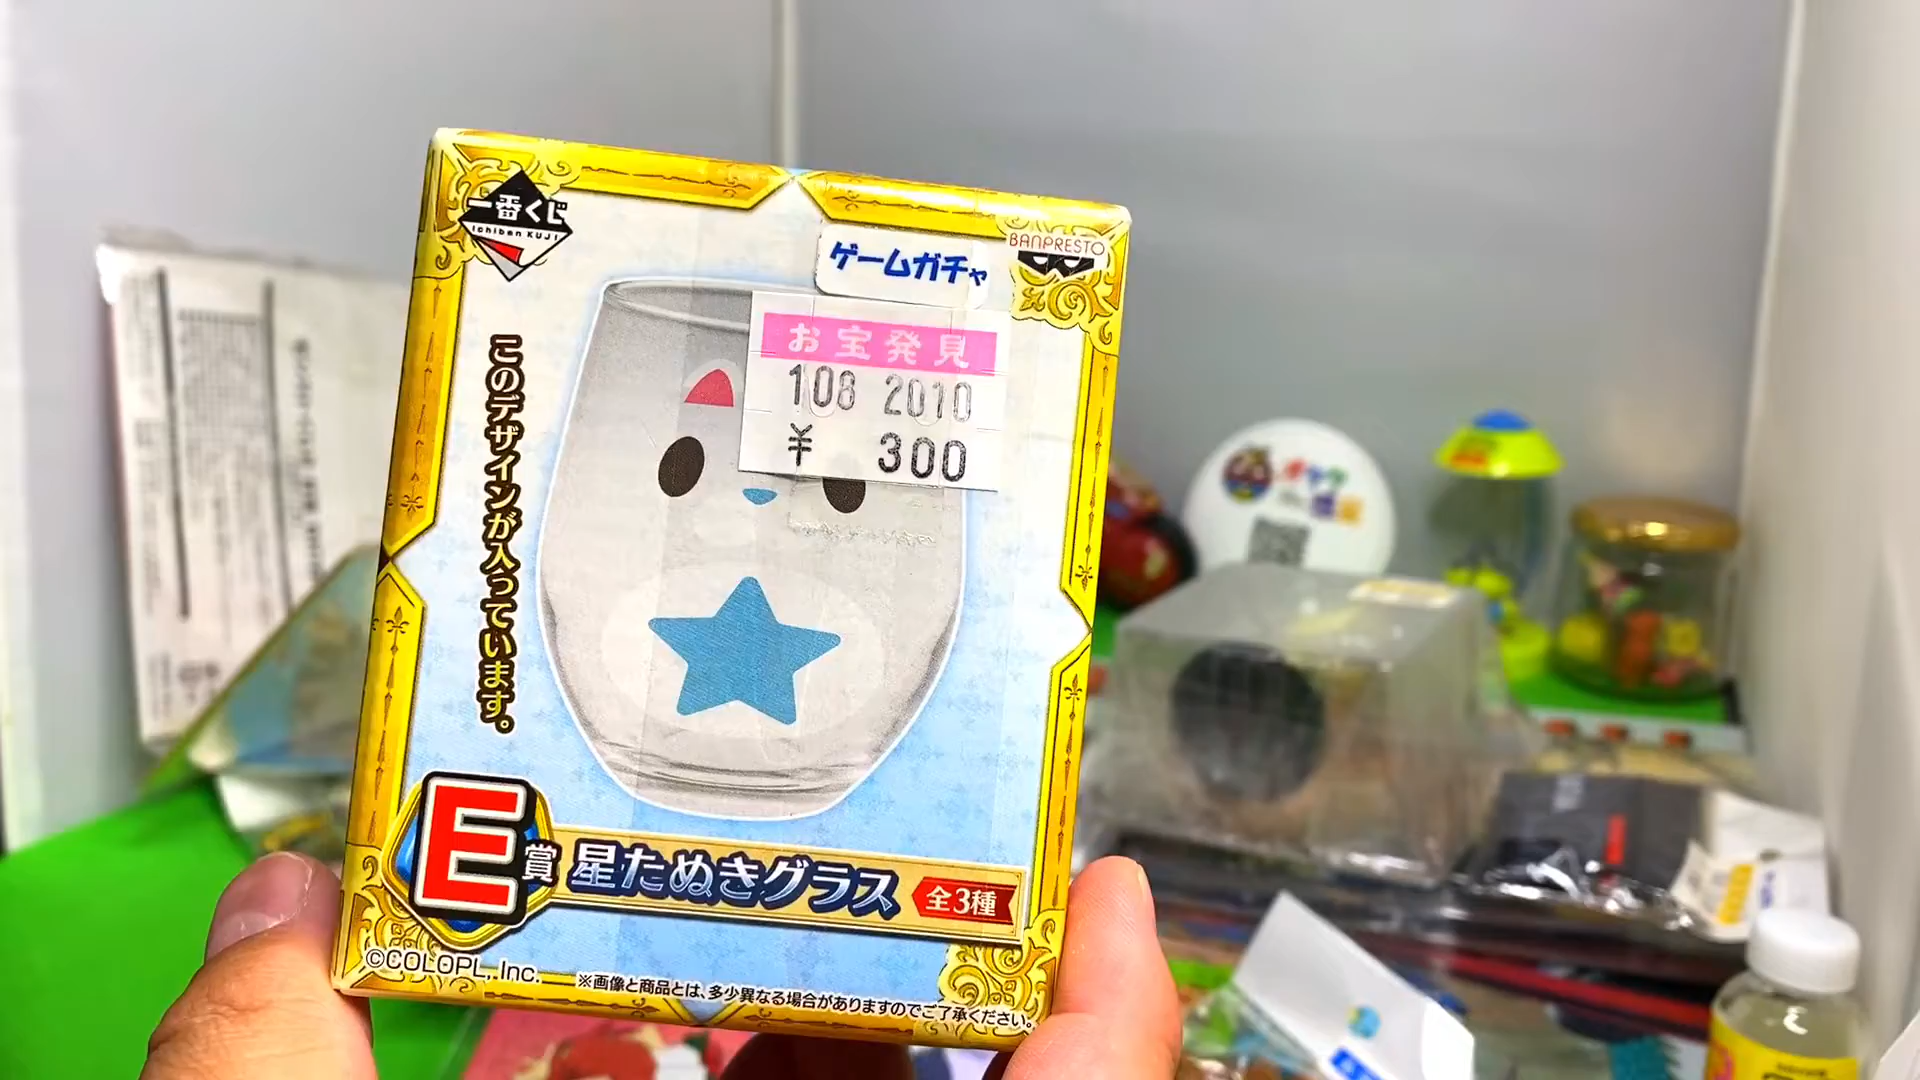 一番くじ
Ichiban KUJI
ゲームガチャ
BANPRESTO
お宝発見
108 2010
¥ 300
このデザインが入っています。
E賞 星たぬきグラス 全3種
©COLOPL, Inc.
※画像と商品とは、多少異なる場合がありますのでご了承ください。